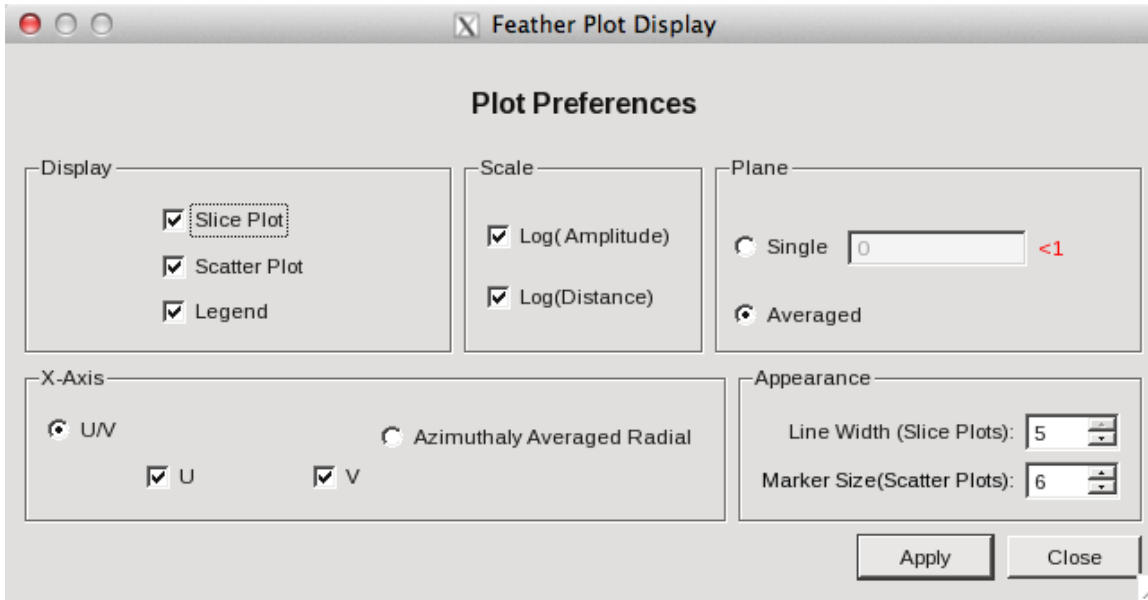 Feather Plot Display
Plot Preferences
Display
Slice Plot
Scatter Plot
Legend
Scale
Log(Amplitude)
Log(Distance)
Plane
Single 0 <1
Averaged
X-Axis
U/V
Azimuthaly Averaged Radial
U V
Appearance
Line Width (Slice Plots): 5
Marker Size(Scatter Plots): 6
Apply Close